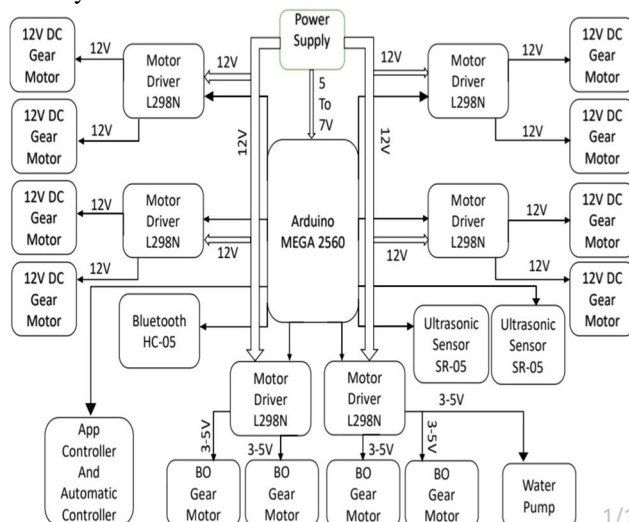 12V DC
Gear
Motor
12V
Motor
Driver
L298N
12V
Power
Supply
12V
Motor
Driver
L298N
12V
12V DC
Gear
Motor
12V DC
Gear
Motor
12V
5
To
7V
12V
12V
12V
12V DC
Gear
Motor
12V DC
Gear
Motor
12V
Motor
Driver
L298N
12V
Arduino
MEGA 2560
12V
Motor
Driver
L298N
12V
12V DC
Gear
Motor
12V DC
Gear
Motor
12V
12V
12V DC
Gear
Motor
Bluetooth
HC-05
Ultrasonic
Sensor
SR-05
Ultrasonic
Sensor
SR-05
Motor
Driver
L298N
Motor
Driver
L298N
3-5V
App
Controller
And
Automatic
Controller
3-5V
3-5V
3-5V
3-5V
BO
Gear
Motor
BO
Gear
Motor
BO
Gear
Motor
BO
Gear
Motor
Water
Pump